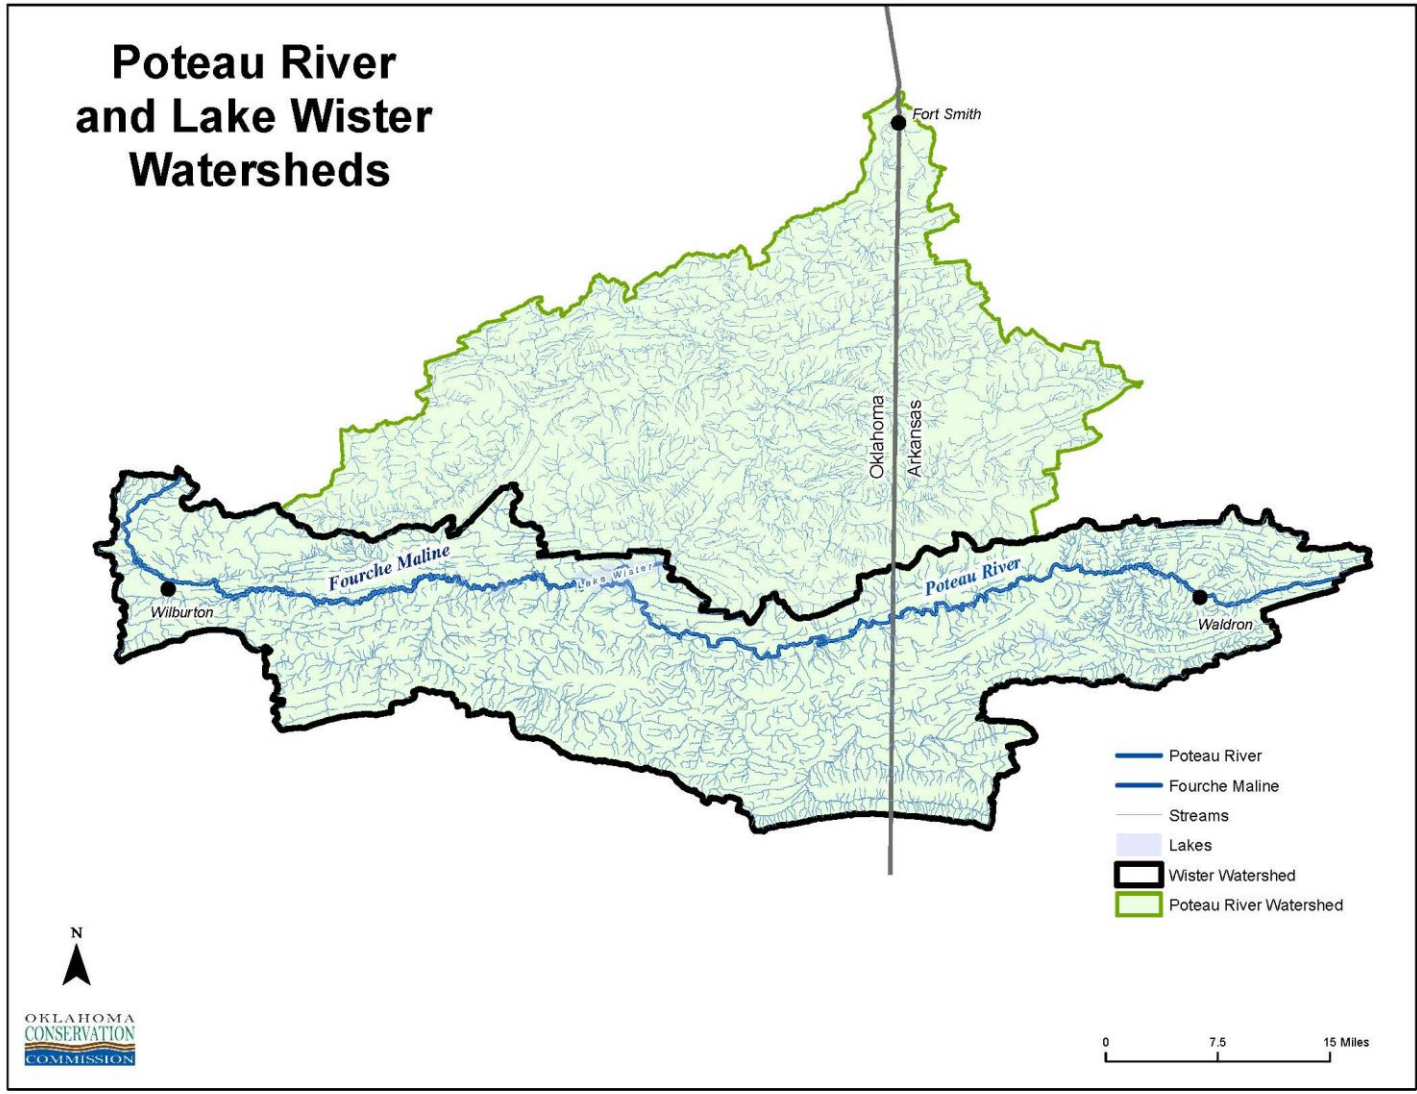 Poteau River
and Lake Wister
Watersheds
Fort Smith
Oklahoma
Arkansas
Fourche Maline
Lake Wister
Poteau River
Wilburton
Waldron
Poteau River
Fourche Maline
Streams
Lakes
Wister Watershed
Poteau River Watershed
N
OKLAHOMA
CONSERVATION
COMMISSION
0 7.5 15 Miles